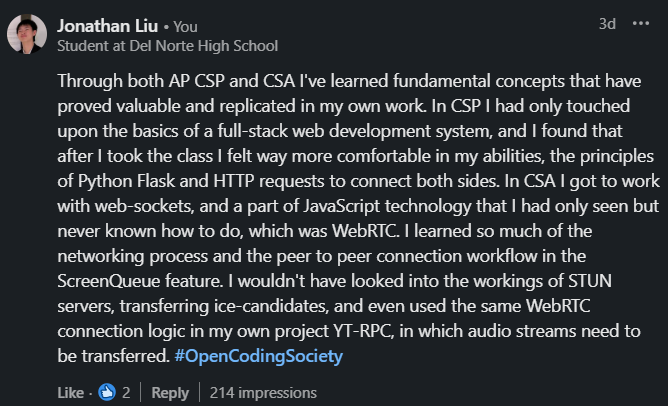 Jonathan Liu • You
3d •••
Student at Del Norte High School
Through both AP CSP and CSA I've learned fundamental concepts that have
proved valuable and replicated in my own work. In CSP I had only touched
upon the basics of a full-stack web development system, and I found that
after I took the class I felt way more comfortable in my abilities, the principles
of Python Flask and HTTP requests to connect both sides. In CSA I got to work
with web-sockets, and a part of JavaScript technology that I had only seen but
never known how to do, which was WebRTC. I learned so much of the
networking process and the peer to peer connection workflow in the
ScreenQueue feature. I wouldn't have looked into the workings of STUN
servers, transferring ice-candidates, and even used the same WebRTC
connection logic in my own project YT-RPC, in which audio streams need to
be transferred. #OpenCodingSociety
Like · 2 | Reply | 214 impressions